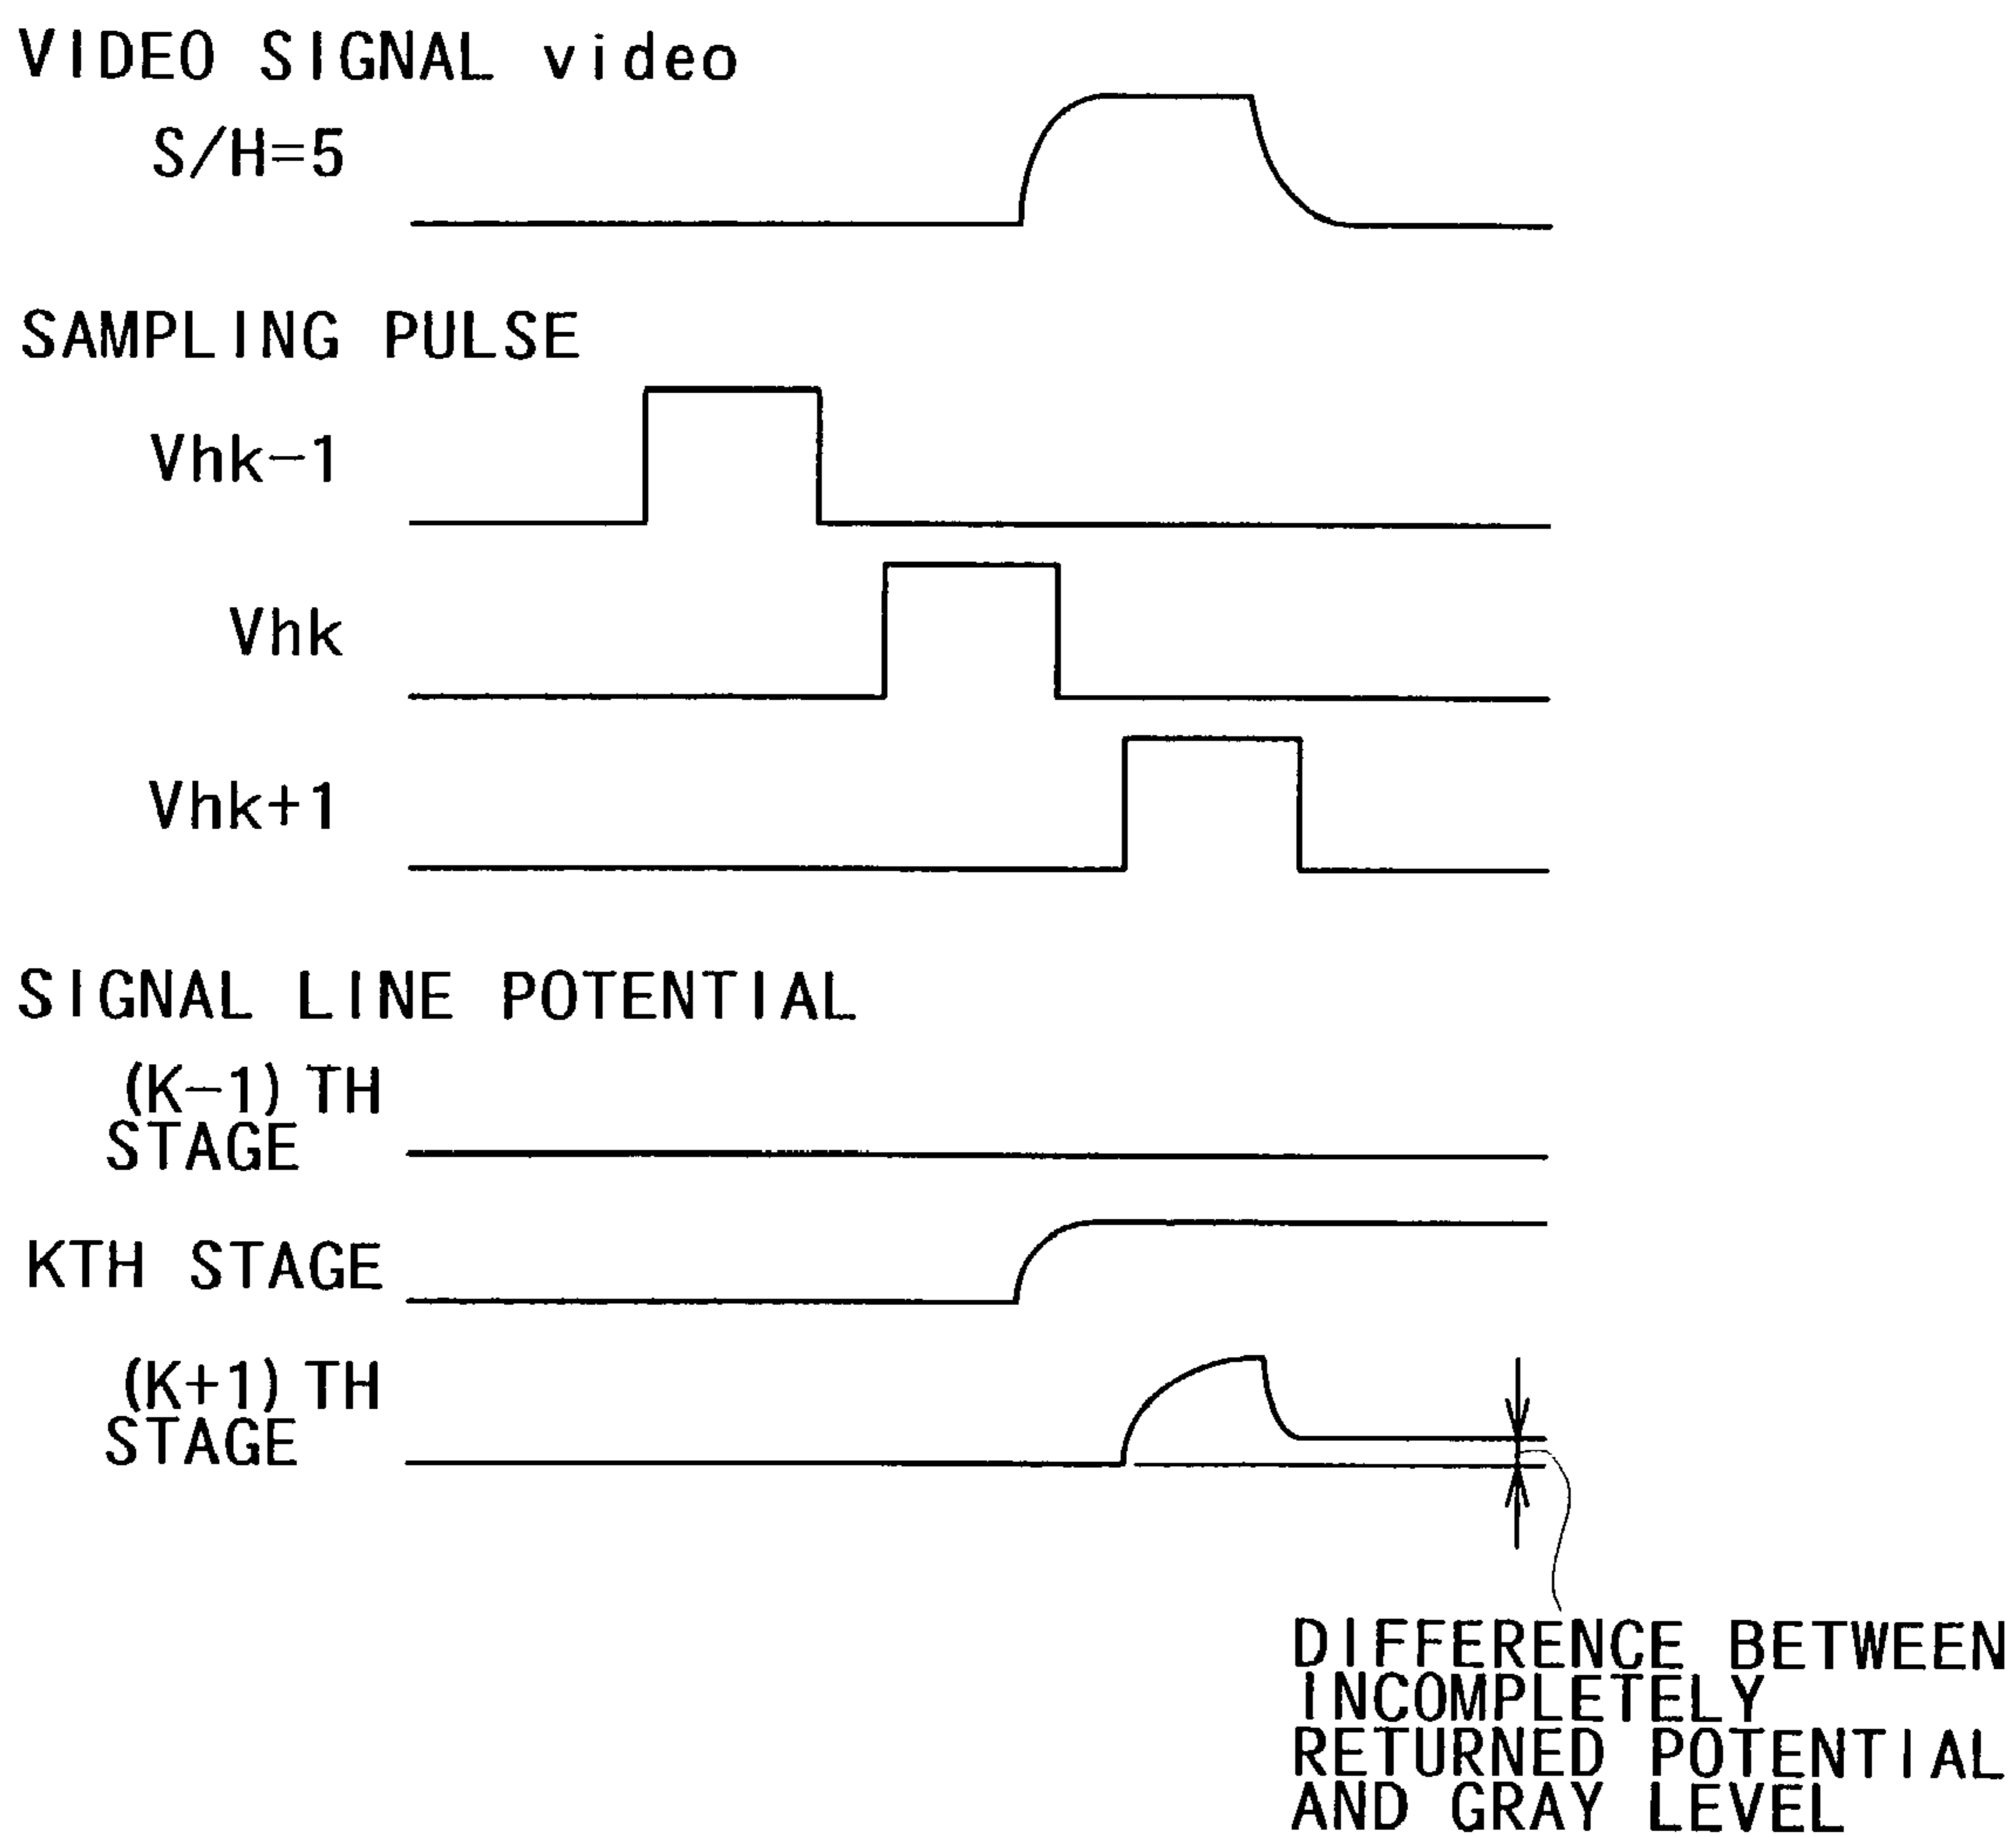 VIDEO SIGNAL video
S/H=5
SAMPLING PULSE
Vhk-1
Vhk
Vhk+1
SIGNAL LINE POTENTIAL
(K-1) TH
STAGE
KTH STAGE
(K+1) TH
STAGE
DIFFERENCE BETWEEN
INCOMPLETELY
RETURNED POTENTIAL
AND GRAY LEVEL